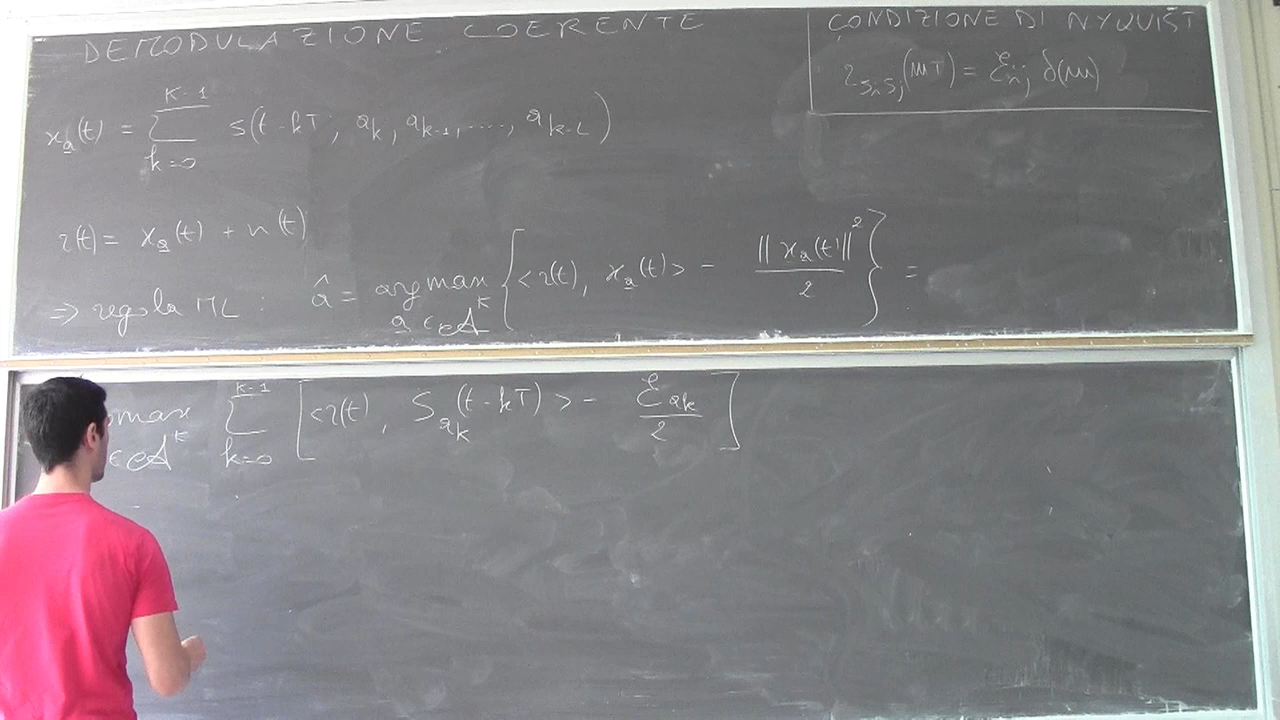 DEMODULAZIONE COERENTE
CONDIZIONE DI NYQUIST
r_{s_i s_j}(mT) = ℰ_{ij} δ(m)
x_a(t) = Σ_{k=0}^{K-1} s(t-kT, a_k, a_{k-1}, ...., a_{k-L})
r(t) = x_a(t) + n(t)
⇒ regola ML : â = argmax_{a ∈ 𝒜^K} { <r(t), x_a(t)> - ||x_a(t)||² / 2 } =
max_{∈ 𝒜^K} Σ_{k=0}^{K-1} [ <r(t), S_{a_k}(t-kT)> - ℰ_{a_k} / 2 ]